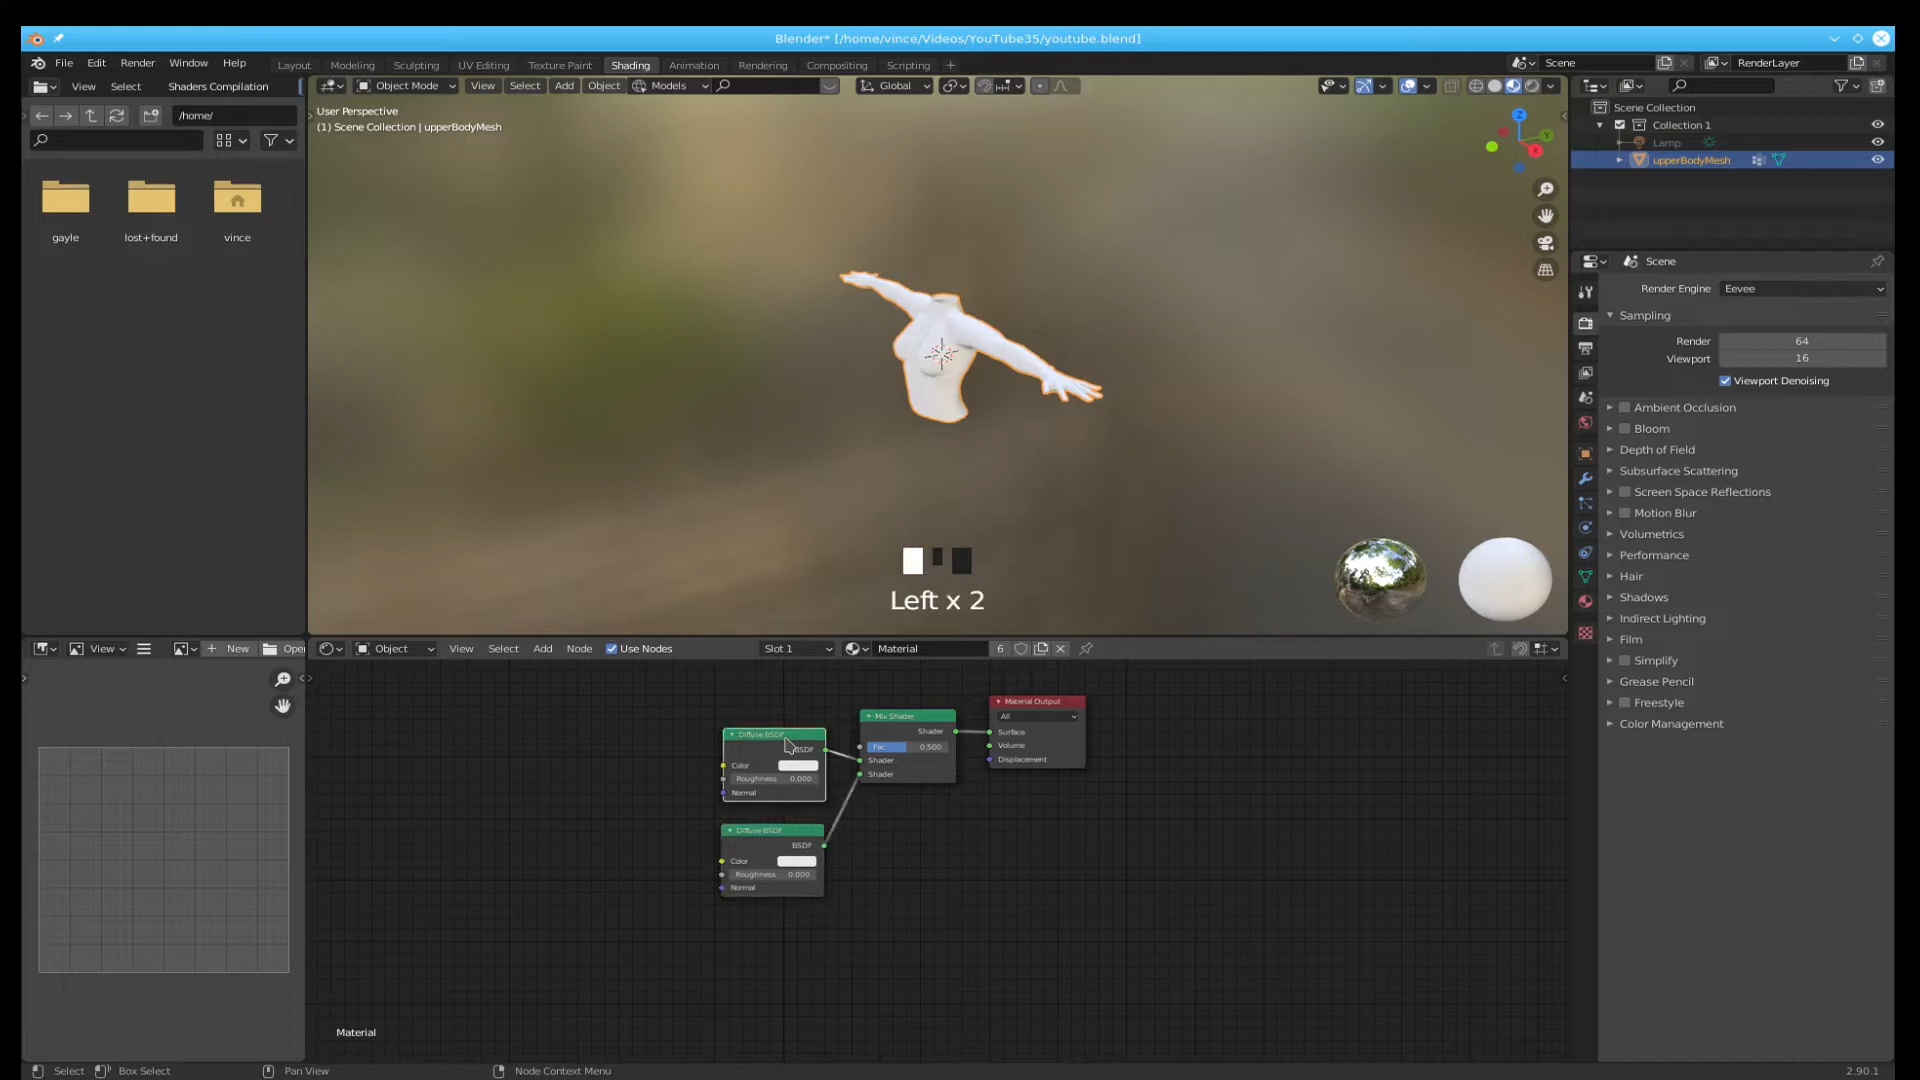 Blender* [/home/vince/Videos/YouTube35/youtube.blend]
File Edit Render Window Help
Layout Modeling Sculpting UV Editing Texture Paint Shading Animation Rendering Compositing Scripting +
Scene
RenderLayer
View Select Shaders Compilation
/home/
gayle lost+found vince
Object Mode View Select Add Object Models Global
User Perspective
(1) Scene Collection | upperBodyMesh
Z
Y
X
Left x 2
Scene Collection
Collection 1
Lamp
upperBodyMesh
Scene
Render Engine Eevee
Sampling
Render 64
Viewport 16
Viewport Denoising
Ambient Occlusion
Bloom
Depth of Field
Subsurface Scattering
Screen Space Reflections
Motion Blur
Volumetrics
Performance
Hair
Shadows
Indirect Lighting
Film
Simplify
Grease Pencil
Freestyle
Color Management
View + New Open
Object View Select Add Node Use Nodes Slot 1 Material 6
Diffuse BSDF
BSDF
Color
Roughness 0.000
Normal
Diffuse BSDF
BSDF
Color
Roughness 0.000
Normal
Mix Shader
Shader
Fac 0.500
Shader
Shader
Material Output
All
Surface
Volume
Displacement
Material
Select Box Select Pan View Node Context Menu 2.90.1